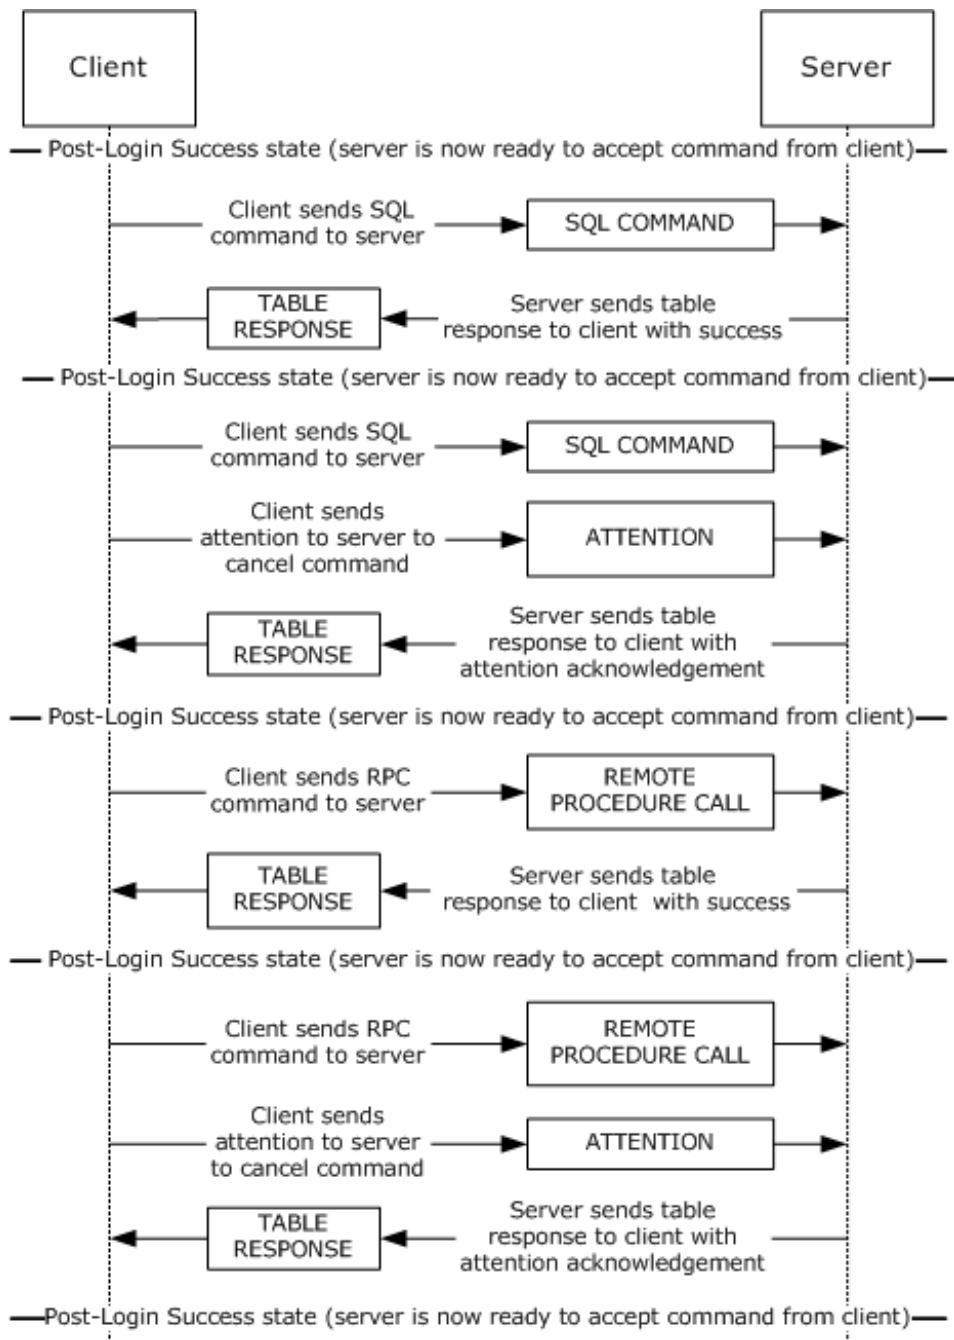 Client
Server
Post-Login Success state (server is now ready to accept command from client)
Client sends SQL
command to server
SQL COMMAND
TABLE
RESPONSE
Server sends table
response to client with success
Post-Login Success state (server is now ready to accept command from client)
Client sends SQL
command to server
SQL COMMAND
Client sends
attention to server to
cancel command
ATTENTION
TABLE
RESPONSE
Server sends table
response to client with
attention acknowledgement
Post-Login Success state (server is now ready to accept command from client)
Client sends RPC
command to server
REMOTE
PROCEDURE CALL
TABLE
RESPONSE
Server sends table
response to client with success
Post-Login Success state (server is now ready to accept command from client)
Client sends RPC
command to server
REMOTE
PROCEDURE CALL
Client sends
attention to server
to cancel command
ATTENTION
TABLE
RESPONSE
Server sends table
response to client with
attention acknowledgement
Post-Login Success state (server is now ready to accept command from client)